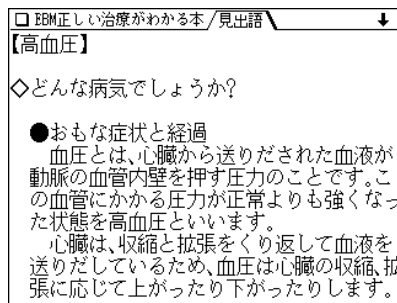 EBM正しい治療がわかる本/見出語
【高血圧】
◇どんな病気でしょうか?
●おもな症状と経過
血圧とは、心臓から送りだされた血液が
動脈の血管内壁を押す圧力のことです。こ
の血管にかかる圧力が正常よりも強くなっ
た状態を高血圧といいます。
心臓は、収縮と拡張をくり返して血液を
送りだしているため、血圧は心臓の収縮、拡
張に応じて上がったり下がったりします。